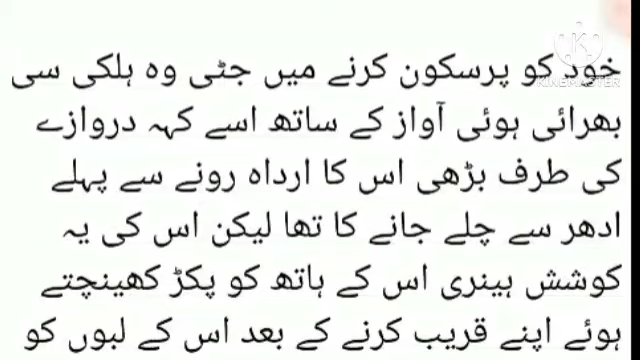 خود کو پرسکون کرنے میں جٹی وہ ہلکی سی
KINEMASTER
بھرائی ہوئی آواز کے ساتھ اسے کہہ دروازے
کی طرف بڑھی اس کا ارداہ رونے سے پہلے
ادھر سے چلے جانے کا تھا لیکن اس کی یہ
کوشش ہینری اس کے ہاتھ کو پکڑ کھینچتے
ہوئے اپنے قریب کرنے کے بعد اس کے لبوں کو